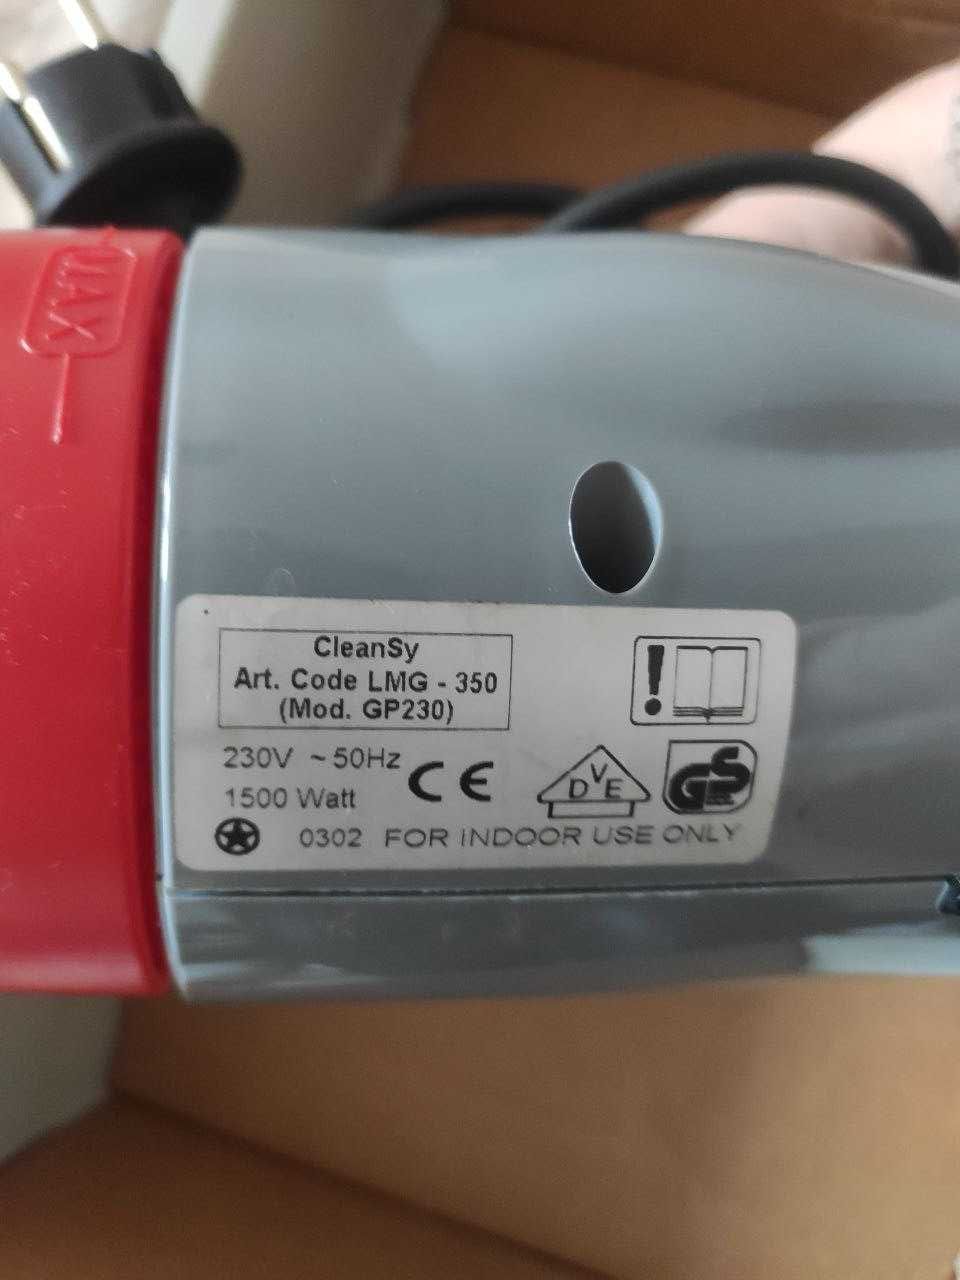 MAX
CleanSy
Art. Code LMG - 350
(Mod. GP230)
230V ~ 50Hz
CE
1500 Watt
DVE
GS
0302 FOR INDOOR USE ONLY